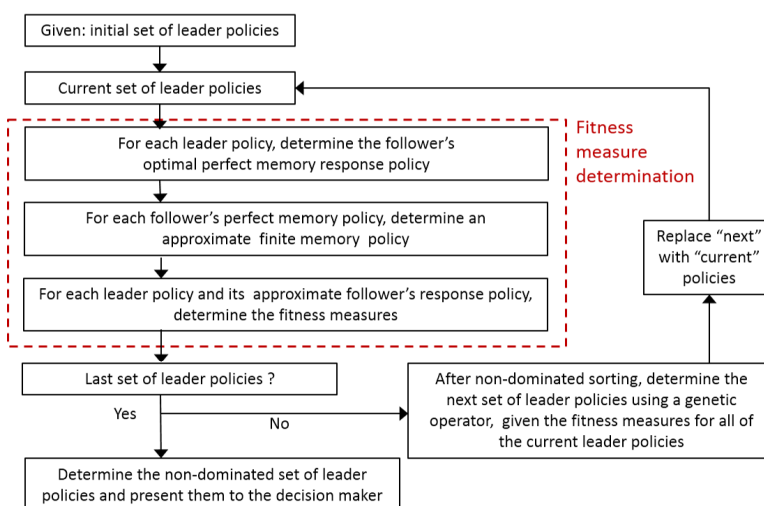 Given: initial set of leader policies
Current set of leader policies
Fitness
measure
determination
For each leader policy, determine the follower's
optimal perfect memory response policy
For each follower's perfect memory policy, determine an
approximate finite memory policy
For each leader policy and its approximate follower's response policy,
determine the fitness measures
Replace “next”
with “current”
policies
Last set of leader policies ?
Yes
No
After non-dominated sorting, determine the
next set of leader policies using a genetic
operator, given the fitness measures for all of
the current leader policies
Determine the non-dominated set of leader
policies and present them to the decision maker